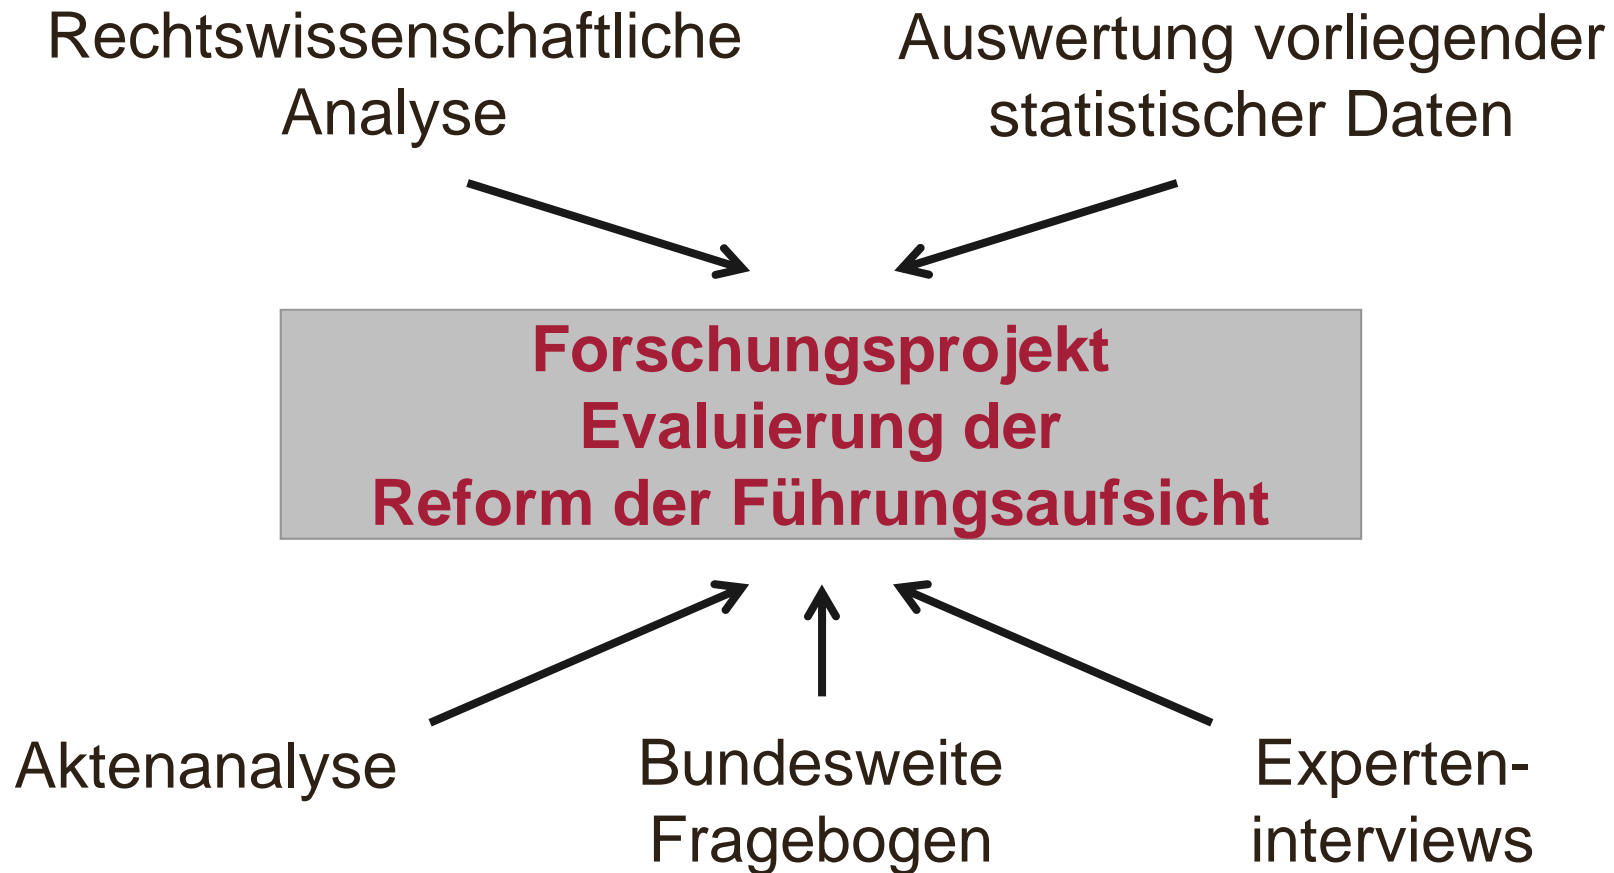 Rechtswissenschaftliche
Analyse
Auswertung vorliegender
statistischer Daten
Forschungsprojekt
Evaluierung der
Reform der Führungsaufsicht
Aktenanalyse
Bundesweite
Fragebogen
Experten-
interviews